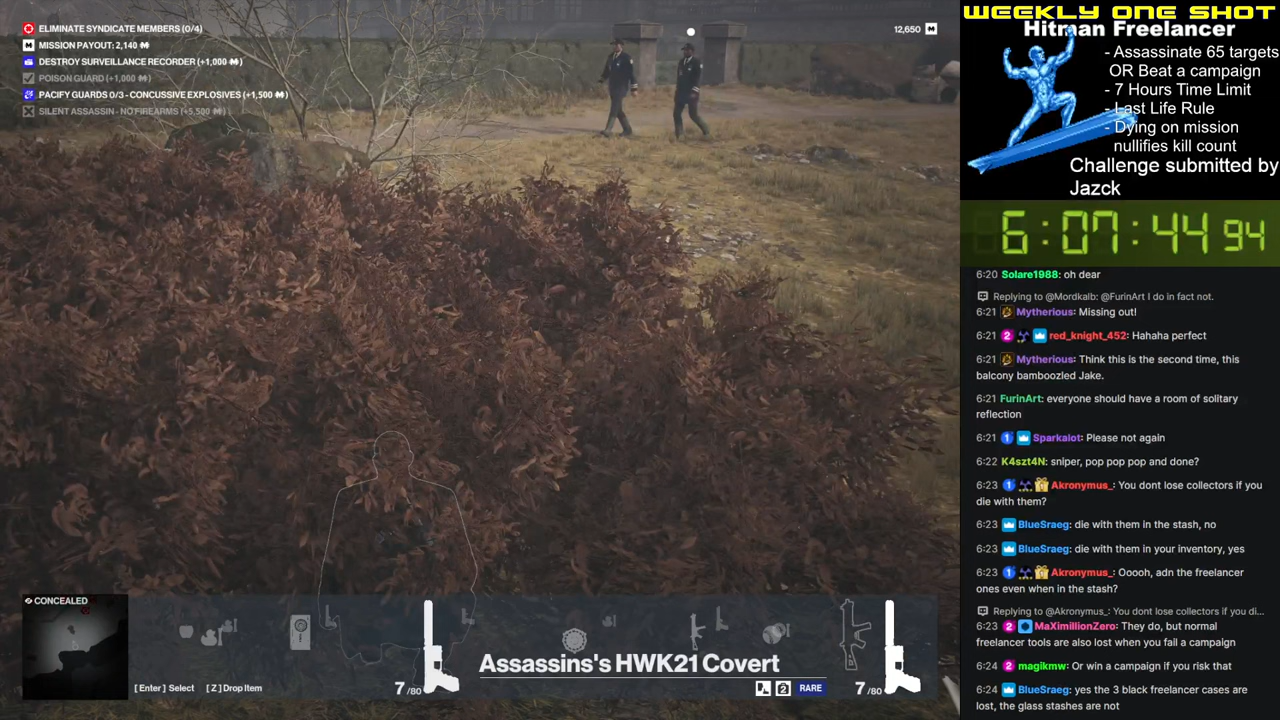 ELIMINATE SYNDICATE MEMBERS (0/4)
MISSION PAYOUT: 2,140
DESTROY SURVEILLANCE RECORDER (+1,000 )
POISON GUARD (+1,000 )
PACIFY GUARDS 0/3 - CONCUSSIVE EXPLOSIVES (+1,500 )
SILENT ASSASSIN - NO FIREARMS (+5,500 )
12,650
CONCEALED
[Enter] Select
[Z] Drop Item
7 /80
Assassins's HWK21 Covert
2
RARE
7 /80
WEEKLY ONE SHOT
Hitman Freelancer
- Assassinate 65 targets
OR Beat a campaign
- 7 Hours Time Limit
- Last Life Rule
- Dying on mission
nullifies kill count
Challenge submitted by
Jazck
6:07:44 94
6:20 Solare1988: oh dear
Replying to @Mordkalb: @FurinArt I do in fact not.
6:21 Mytherious: Missing out!
6:21 2 red_knight_452: Hahaha perfect
6:21 Mytherious: Think this is the second time, this
balcony bamboozled Jake.
6:21 FurinArt: everyone should have a room of solitary
reflection
6:21 1 Sparkalot: Please not again
6:22 K4szt4N: sniper, pop pop pop and done?
6:23 1 Akronymus_: You dont lose collectors if you
die with them?
6:23 BlueSraeg: die with them in the stash, no
6:23 BlueSraeg: die with them in your inventory, yes
6:23 1 Akronymus_: Ooooh, adn the freelancer
ones even when in the stash?
Replying to @Akronymus_: You dont lose collectors if you di...
6:23 2 MaXimillionZero: They do, but normal
freelancer tools are also lost when you fail a campaign
6:24 2 magikmw: Or win a campaign if you risk that
6:24 BlueSraeg: yes the 3 black freelancer cases are
lost, the glass stashes are not